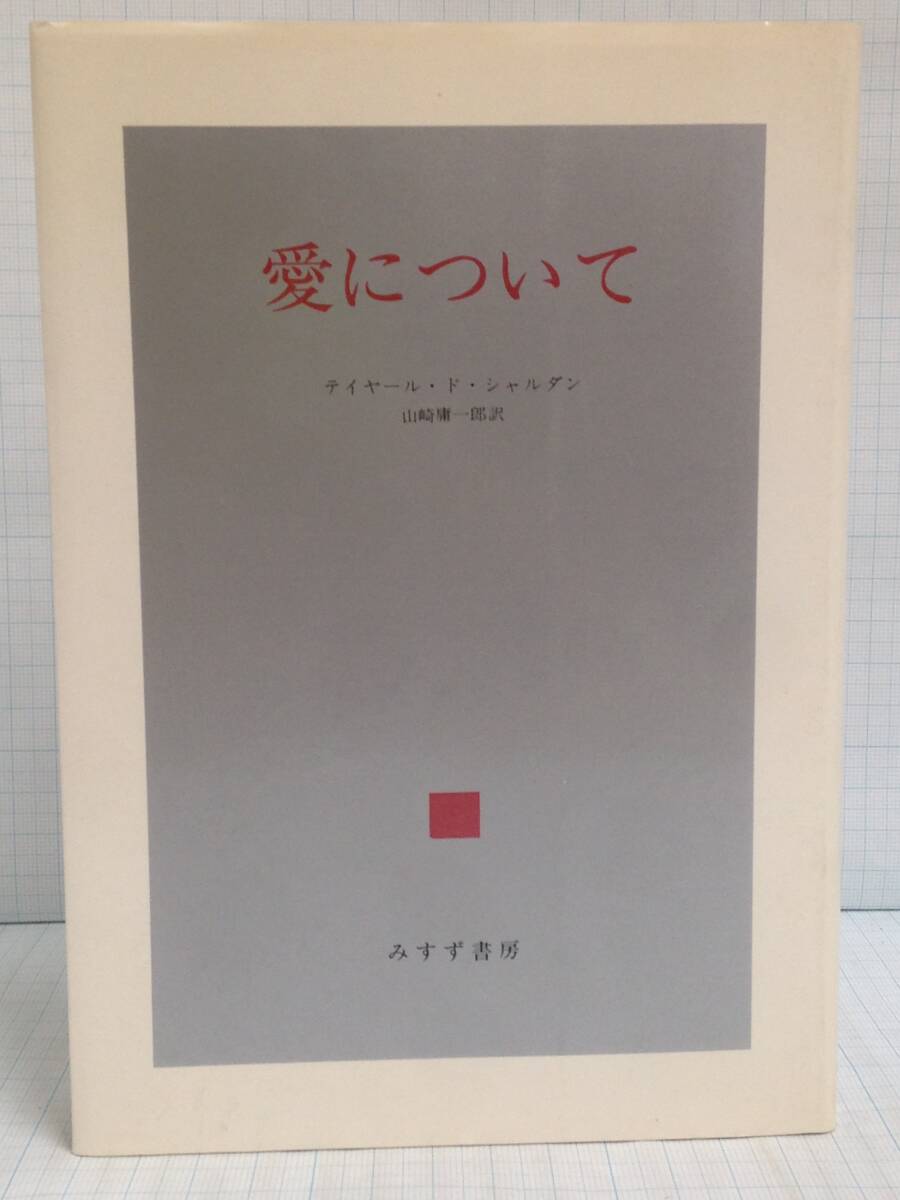 愛について
テイヤール・ド・シャルダン
山崎庸一郎訳
みすず書房